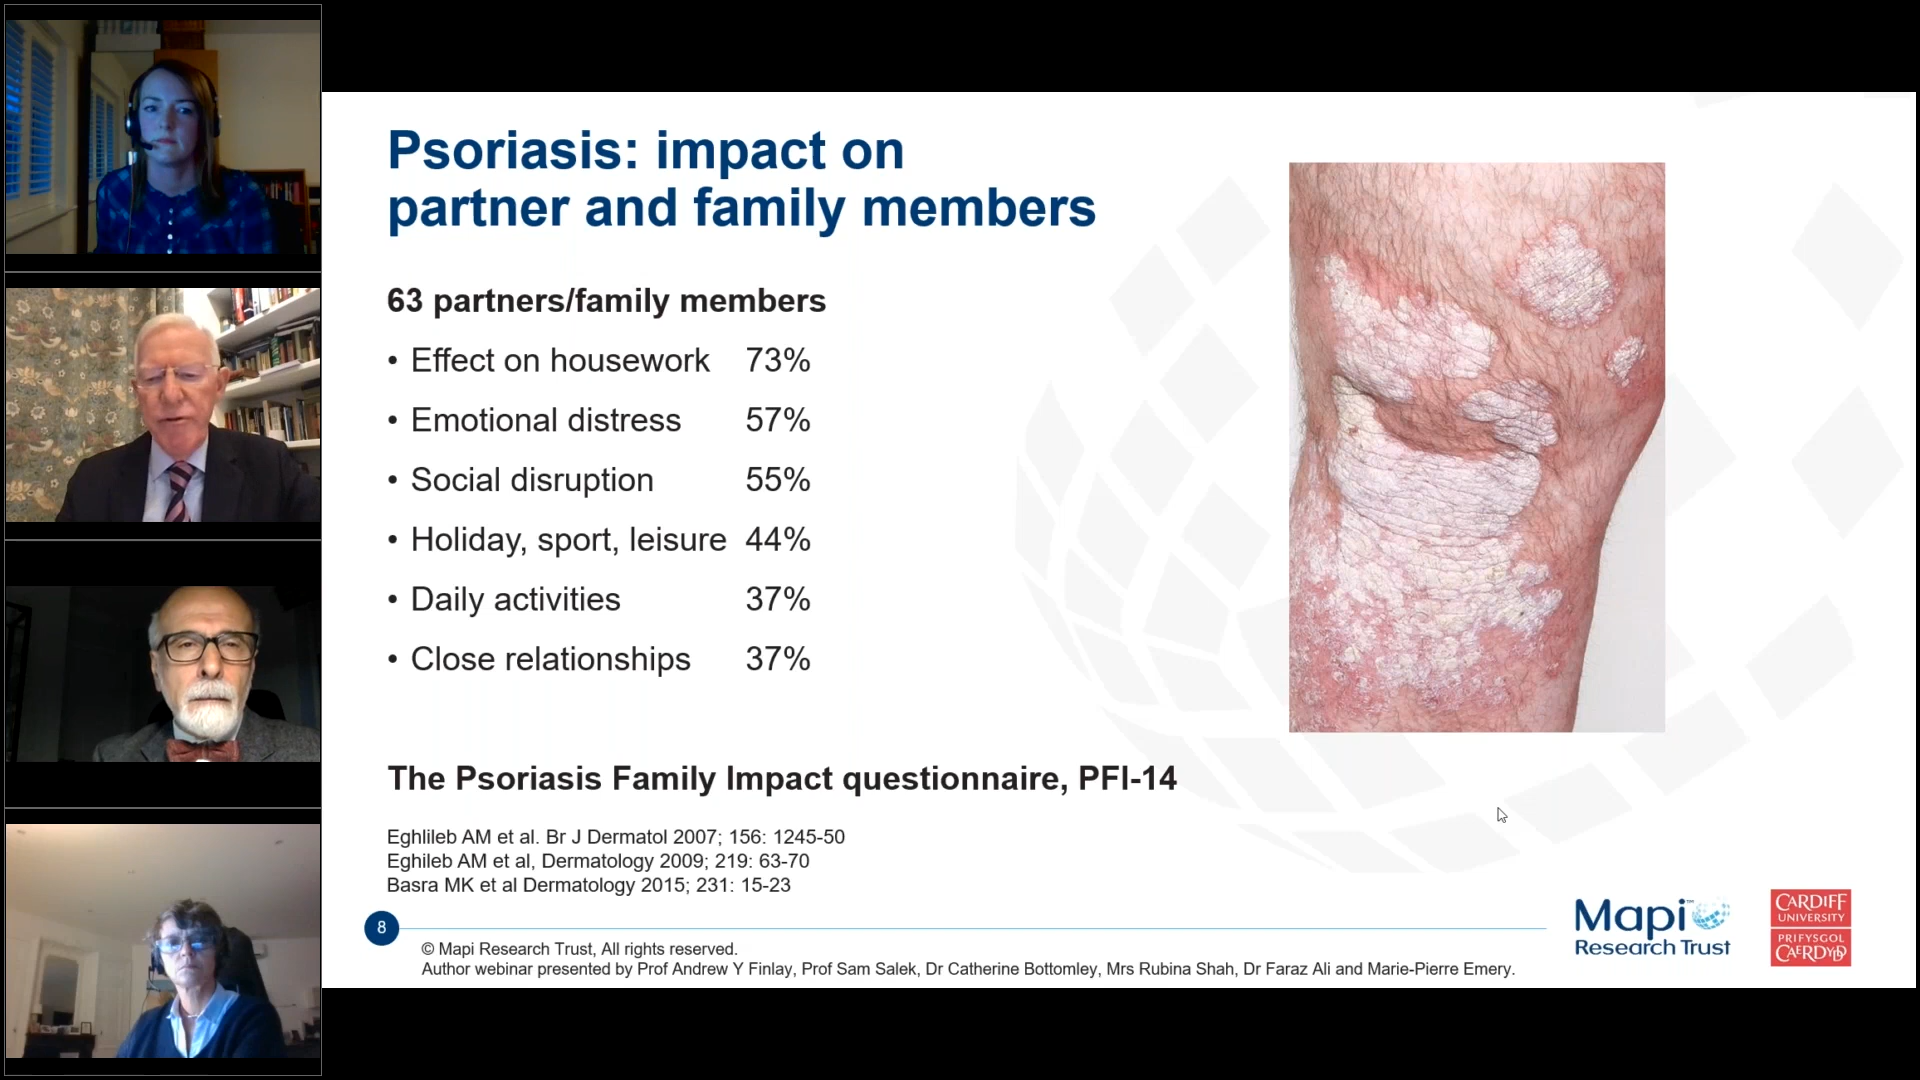 Psoriasis: impact on
partner and family members
63 partners/family members
• Effect on housework 73%
• Emotional distress 57%
• Social disruption 55%
• Holiday, sport, leisure 44%
• Daily activities 37%
• Close relationships 37%
The Psoriasis Family Impact questionnaire, PFI-14
Eghlileb AM et al. Br J Dermatol 2007; 156: 1245-50
Eghileb AM et al, Dermatology 2009; 219: 63-70
Basra MK et al Dermatology 2015; 231: 15-23
8
© Mapi Research Trust, All rights reserved.
Author webinar presented by Prof Andrew Y Finlay, Prof Sam Salek, Dr Catherine Bottomley, Mrs Rubina Shah, Dr Faraz Ali and Marie-Pierre Emery.
Mapi™
Research Trust
CARDIFF
UNIVERSITY
PRIFYSGOL
CAERDYDD